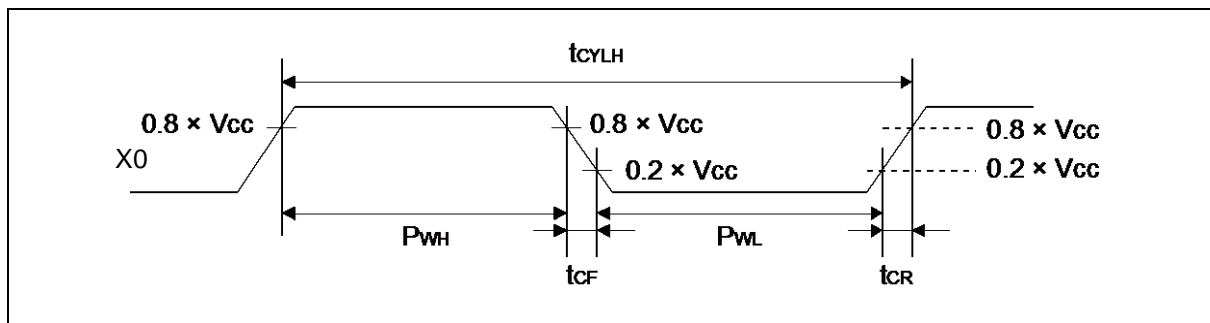 tCYLH
0.8 × VCC
0.8 × VCC
0.8 × VCC
X0
0.2 × VCC
0.2 × VCC
PWH
PWL
tCF
tCR